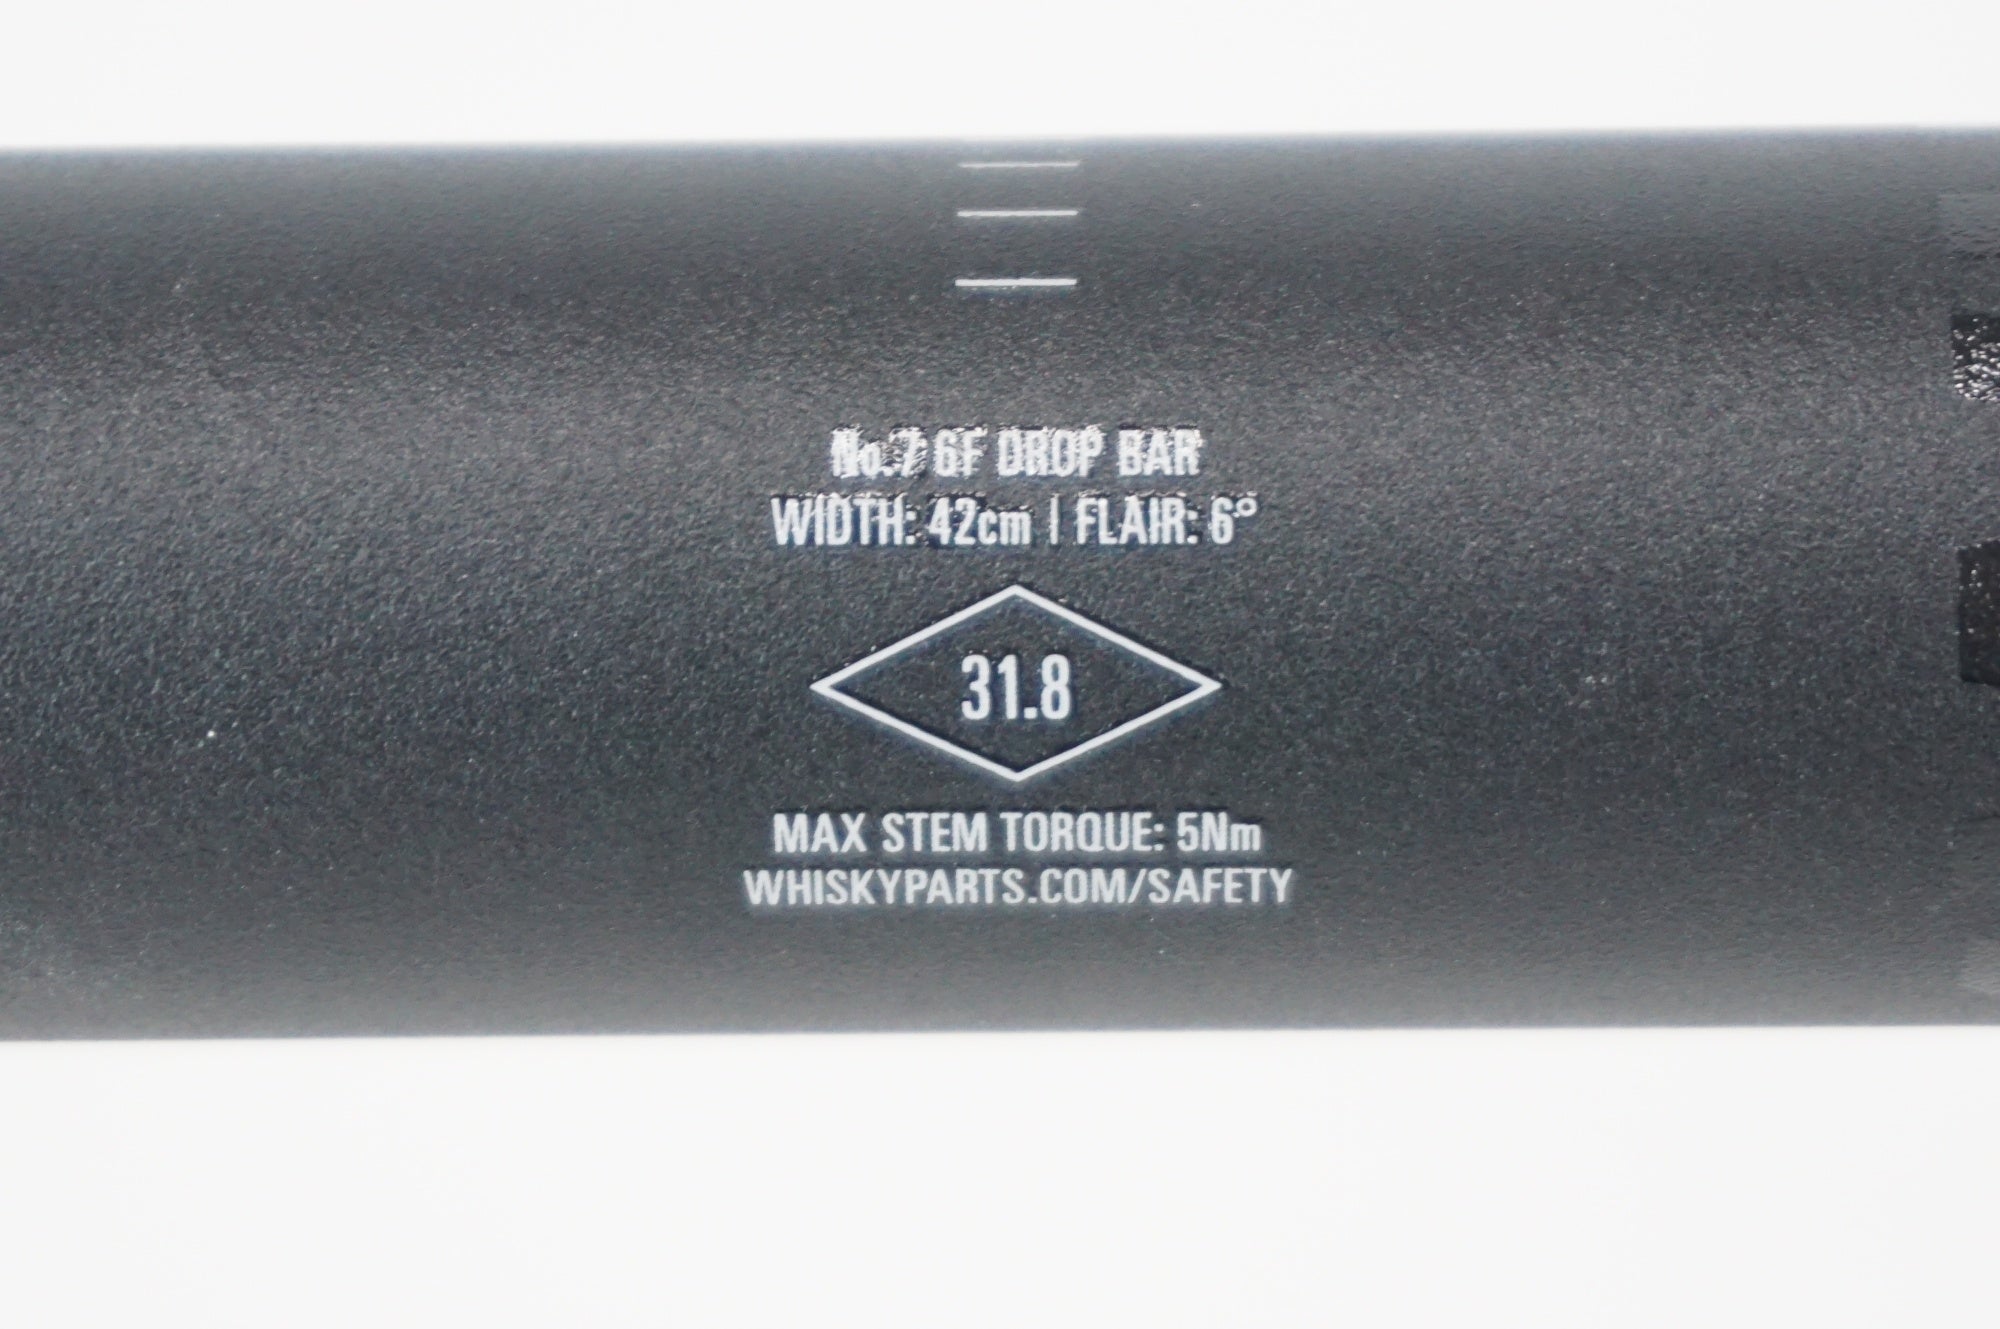 No.7 6F DROP BAR
WIDTH: 42cm | FLAIR: 6°
31.8
MAX STEM TORQUE: 5Nm
WHISKYPARTS.COM/SAFETY